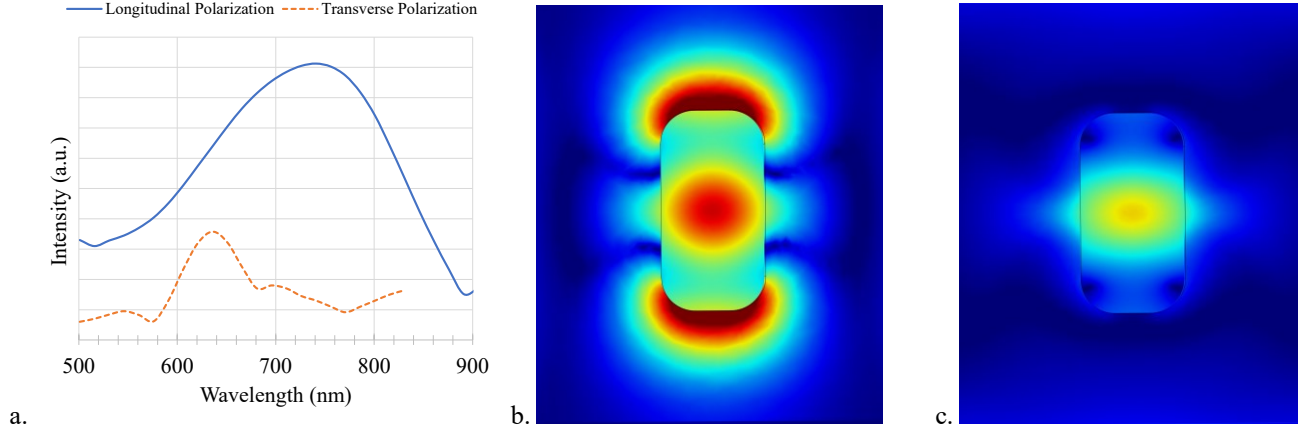 Longitudinal Polarization Transverse Polarization
Intensity (a.u.)
500 600 700 800 900
Wavelength (nm)
a. b. c.